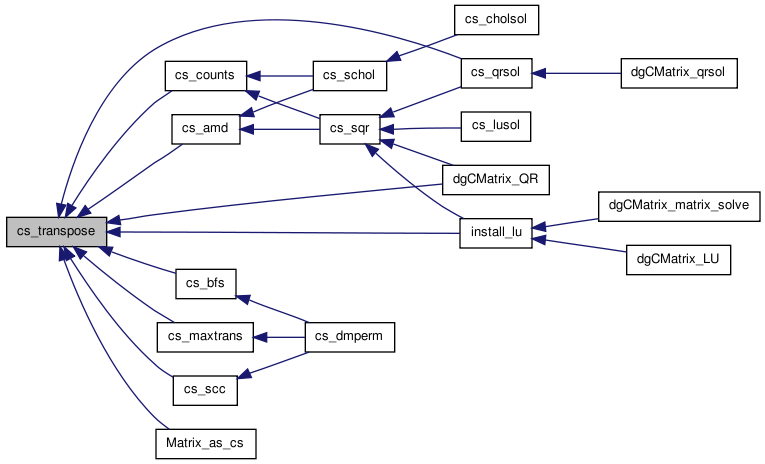 cs_cholsol
cs_counts
cs_schol
cs_qrsol
dgCMatrix_qrsol
cs_amd
cs_sqr
cs_lusol
dgCMatrix_QR
dgCMatrix_matrix_solve
cs_transpose
install_lu
dgCMatrix_LU
cs_bfs
cs_maxtrans
cs_dmperm
cs_scc
Matrix_as_cs